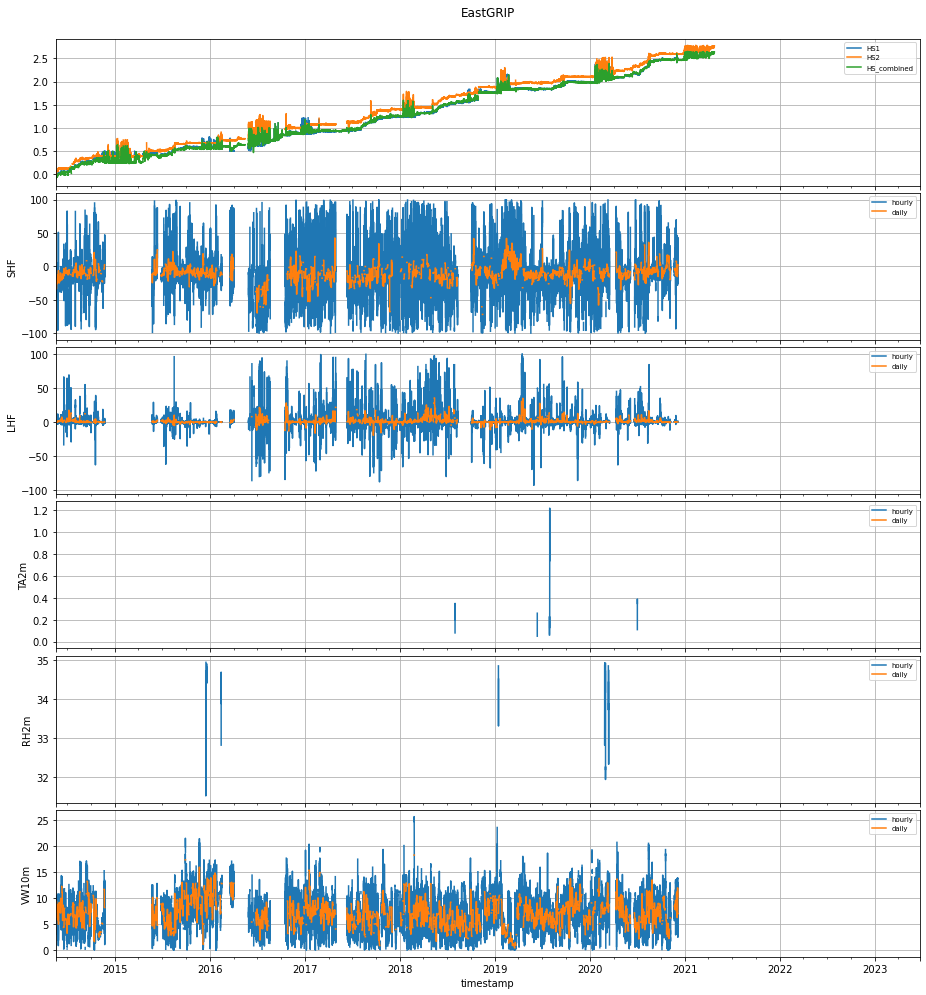 EastGRIP
2.5
2.0
1.5
1.0
0.5
0.0
HS1
HS2
HS_combined
SHF
100
50
0
−50
−100
hourly
daily
LHF
100
50
0
−50
−100
hourly
daily
TA2m
1.2
1.0
0.8
0.6
0.4
0.2
0.0
hourly
daily
RH2m
35
34
33
32
hourly
daily
VW10m
25
20
15
10
5
0
hourly
daily
2015 2016 2017 2018 2019 2020 2021 2022 2023
timestamp